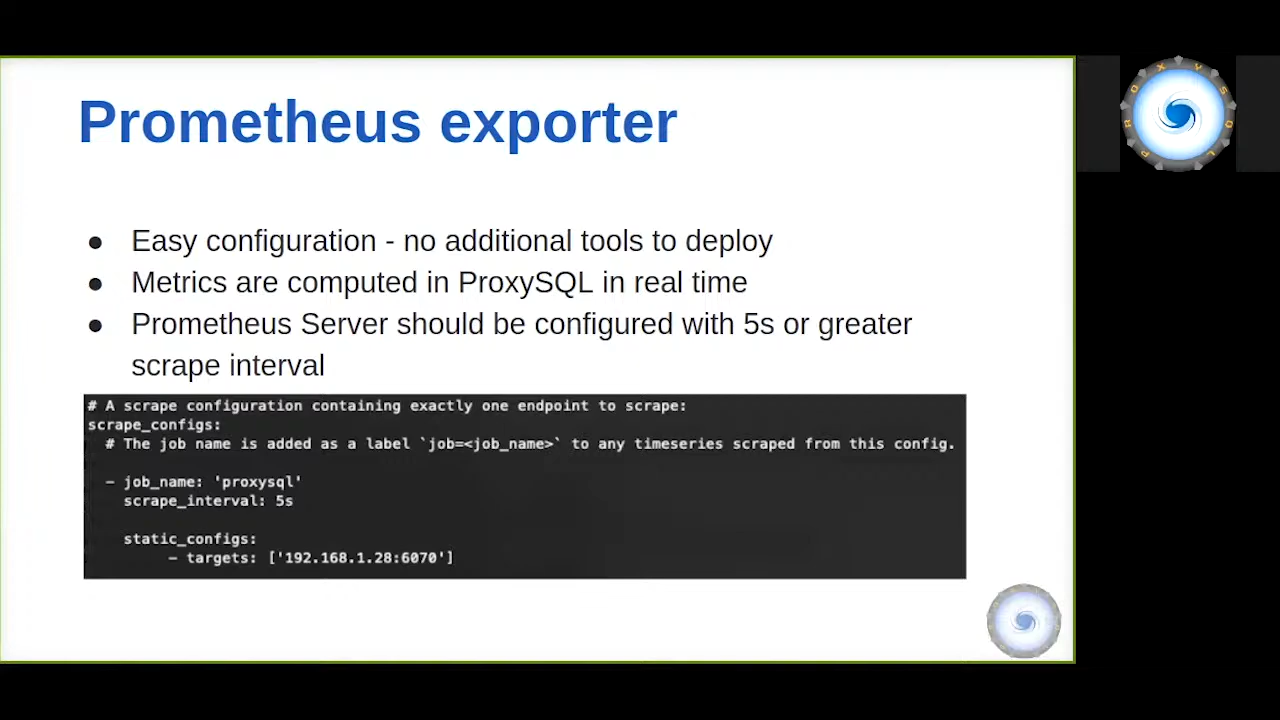 Prometheus exporter
● Easy configuration - no additional tools to deploy
● Metrics are computed in ProxySQL in real time
● Prometheus Server should be configured with 5s or greater
scrape interval
# A scrape configuration containing exactly one endpoint to scrape:
scrape_configs:
  # The job name is added as a label `job=<job_name>` to any timeseries scraped from this config.
  - job_name: 'proxysql'
    scrape_interval: 5s
    static_configs:
         - targets: ['192.168.1.28:6070']
PROXYSQL